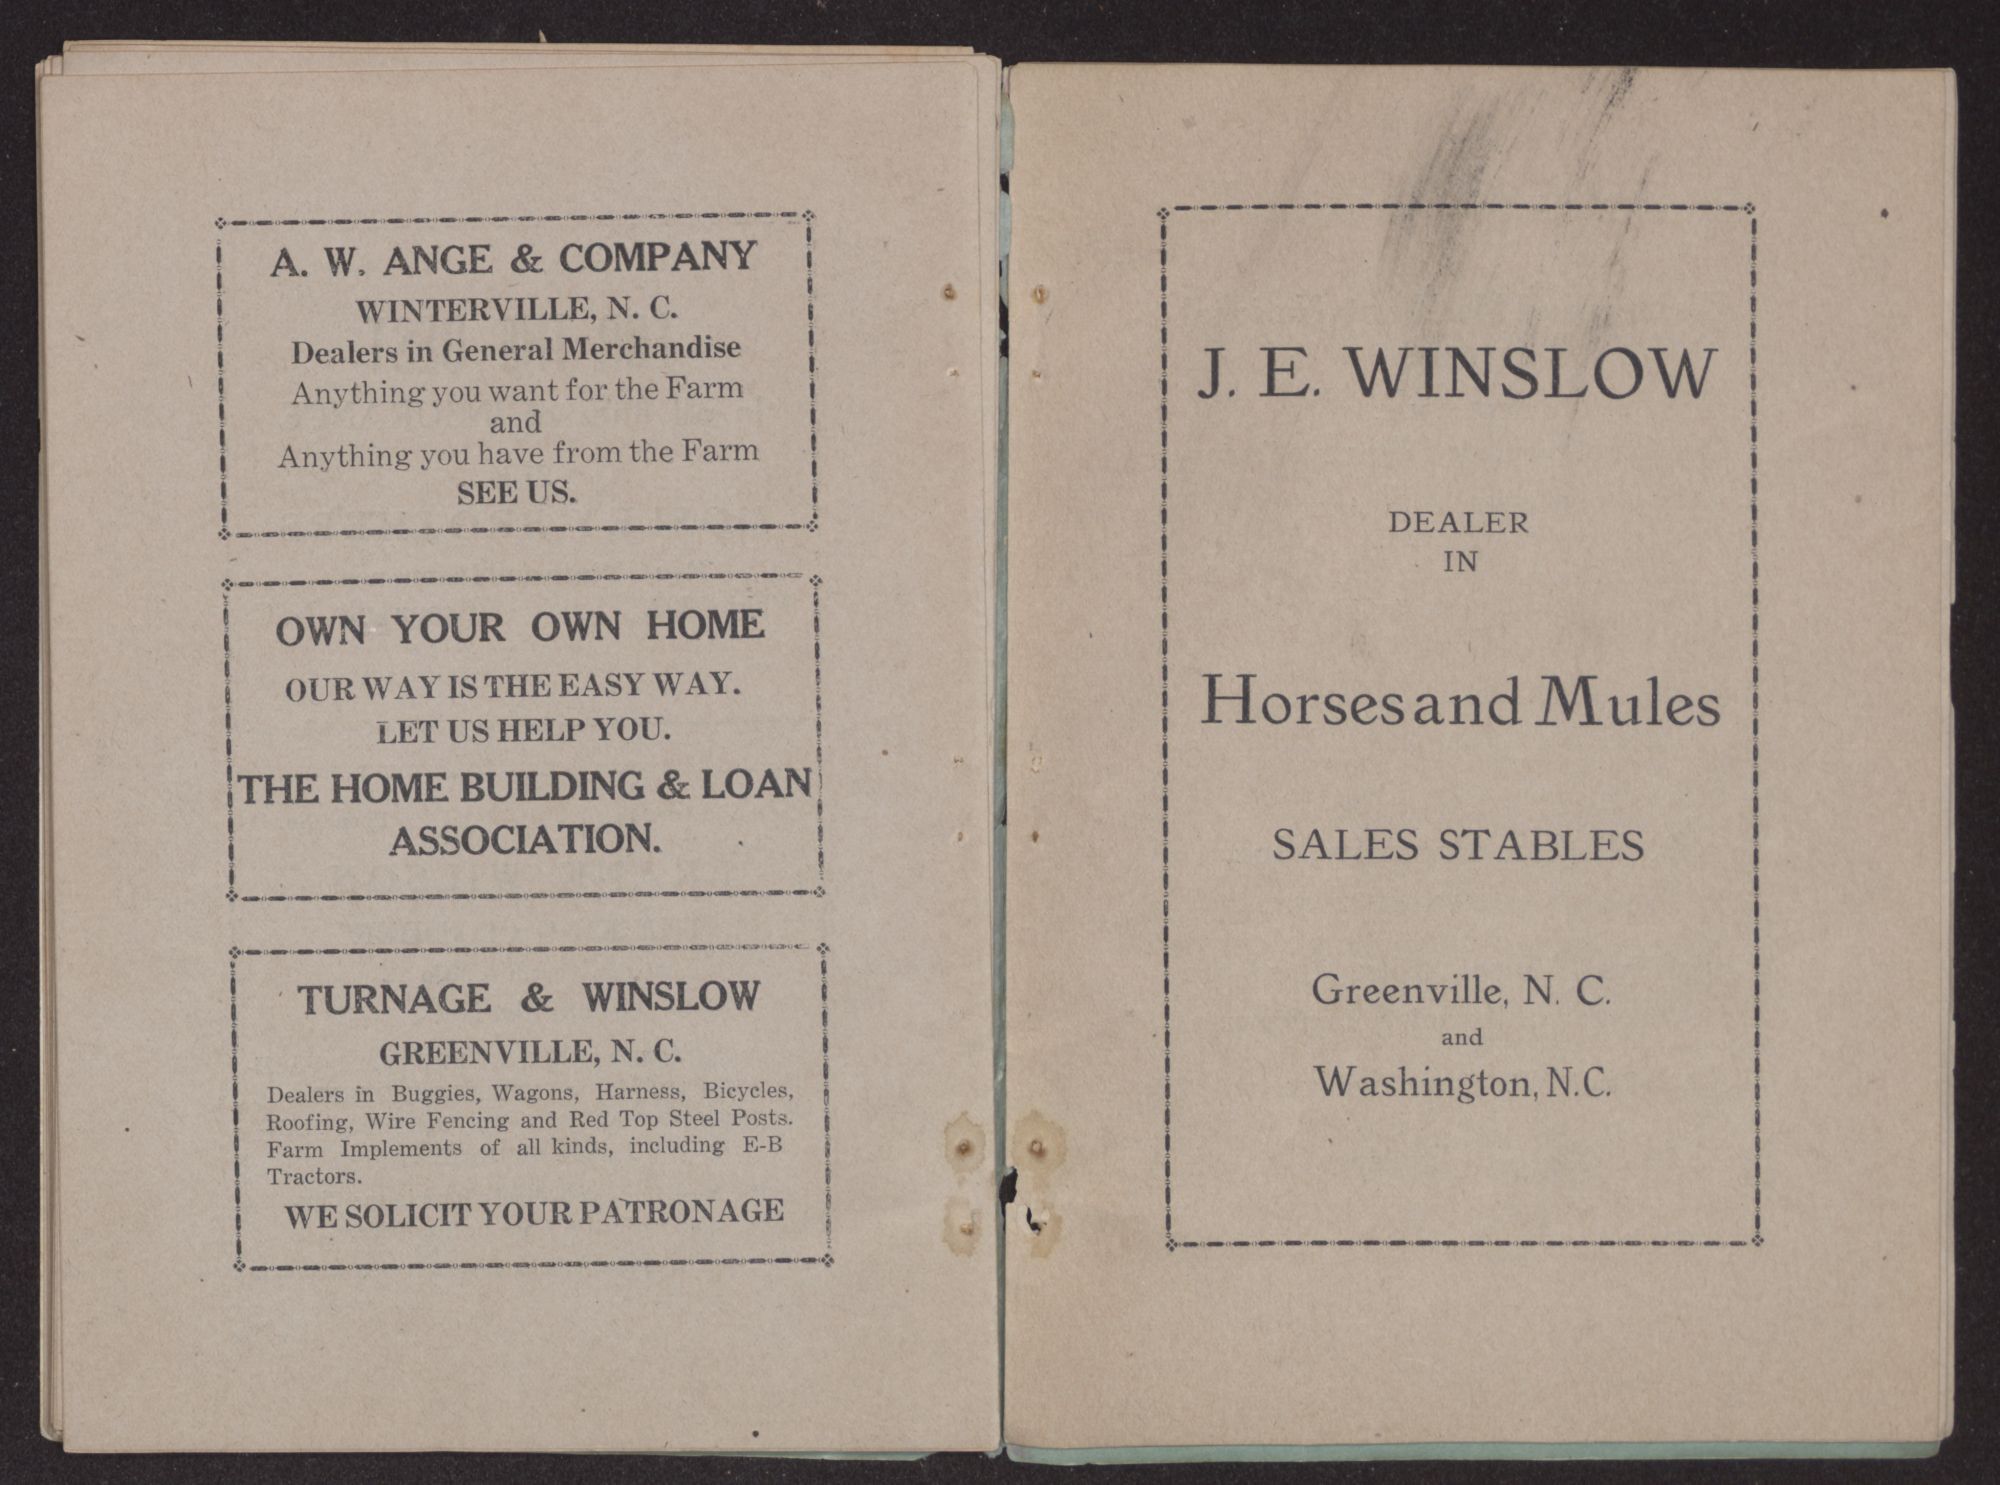 A. W. ANGE & COMPANY
WINTERVILLE, N. C.
Dealers in General Merchandise
Anything you want for the Farm
and
Anything you have from the Farm
SEE US.
OWN YOUR OWN HOME
OUR WAY IS THE EASY WAY.
LET US HELP YOU.
THE HOME BUILDING & LOAN
ASSOCIATION.
TURNAGE & WINSLOW
GREENVILLE, N. C.
Dealers in Buggies, Wagons, Harness, Bicycles,
Roofing, Wire Fencing and Red Top Steel Posts.
Farm Implements of all kinds, including E-B
Tractors.
WE SOLICIT YOUR PATRONAGE
J. E. WINSLOW
DEALER
IN
Horses and Mules
SALES STABLES
Greenville, N. C.
and
Washington, N.C.